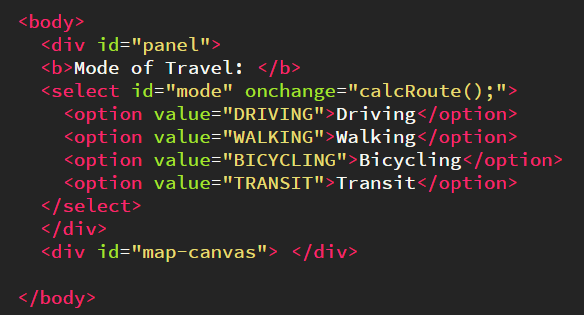 <body>
<div id="panel">
<b>Mode of Travel: </b>
<select id="mode" onchange="calcRoute();">
<option value="DRIVING">Driving</option>
<option value="WALKING">Walking</option>
<option value="BICYCLING">Bicycling</option>
<option value="TRANSIT">Transit</option>
</select>
</div>
<div id="map-canvas"> </div>
</body>